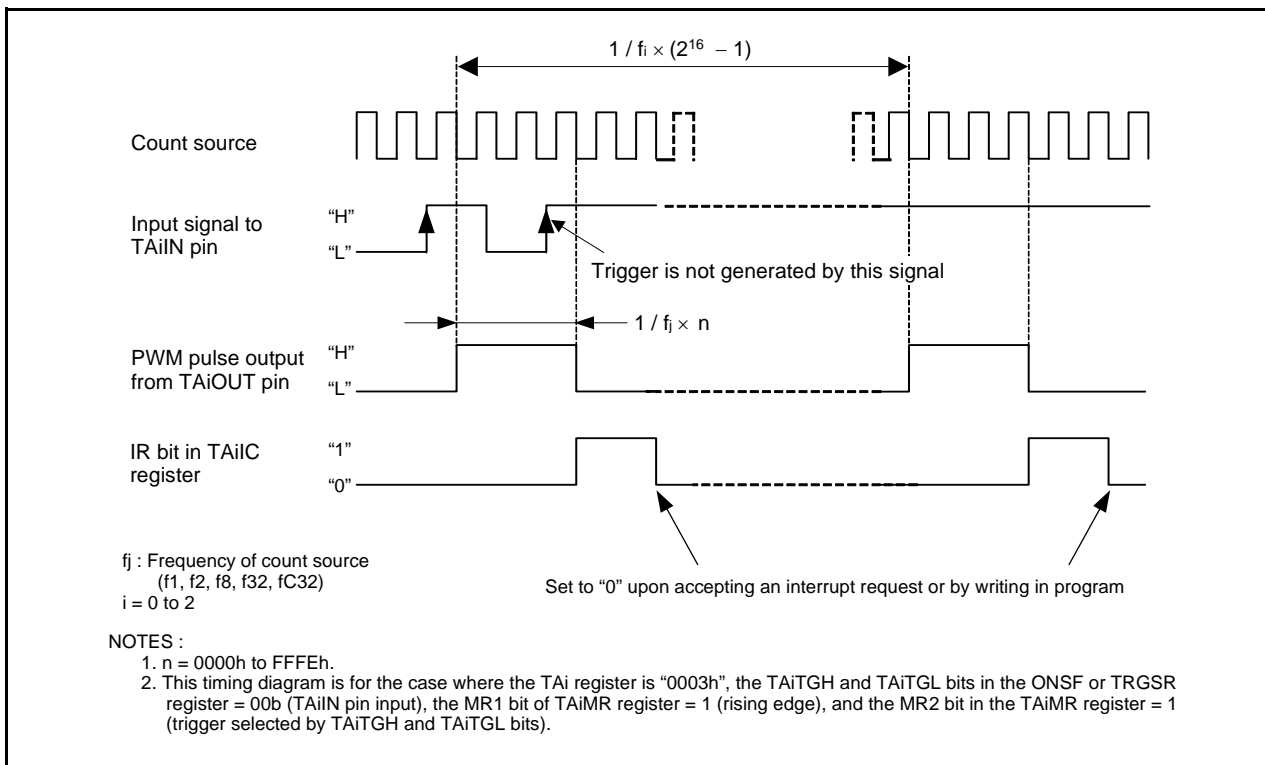 1 / fi × (2¹⁶ − 1)
Count source
Input signal to
TAiIN pin
“H”
“L”
Trigger is not generated by this signal
1 / fj × n
PWM pulse output
from TAiOUT pin
“H”
“L”
IR bit in TAiIC
register
“1”
“0”
fj : Frequency of count source
(f1, f2, f8, f32, fC32)
i = 0 to 2
Set to “0” upon accepting an interrupt request or by writing in program
NOTES :
1. n = 0000h to FFFEh.
2. This timing diagram is for the case where the TAi register is “0003h”, the TAiTGH and TAiTGL bits in the ONSF or TRGSR
register = 00b (TAiIN pin input), the MR1 bit of TAiMR register = 1 (rising edge), and the MR2 bit in the TAiMR register = 1
(trigger selected by TAiTGH and TAiTGL bits).